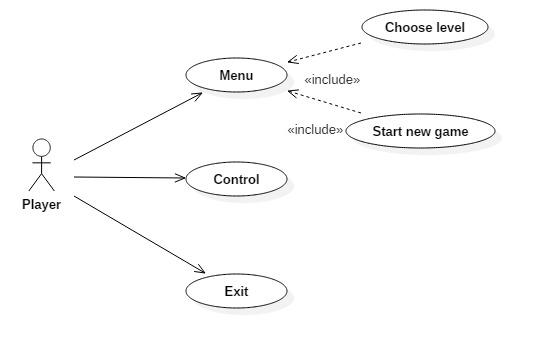 Choose level
Menu
«include»
«include»
Start new game
Control
Player
Exit